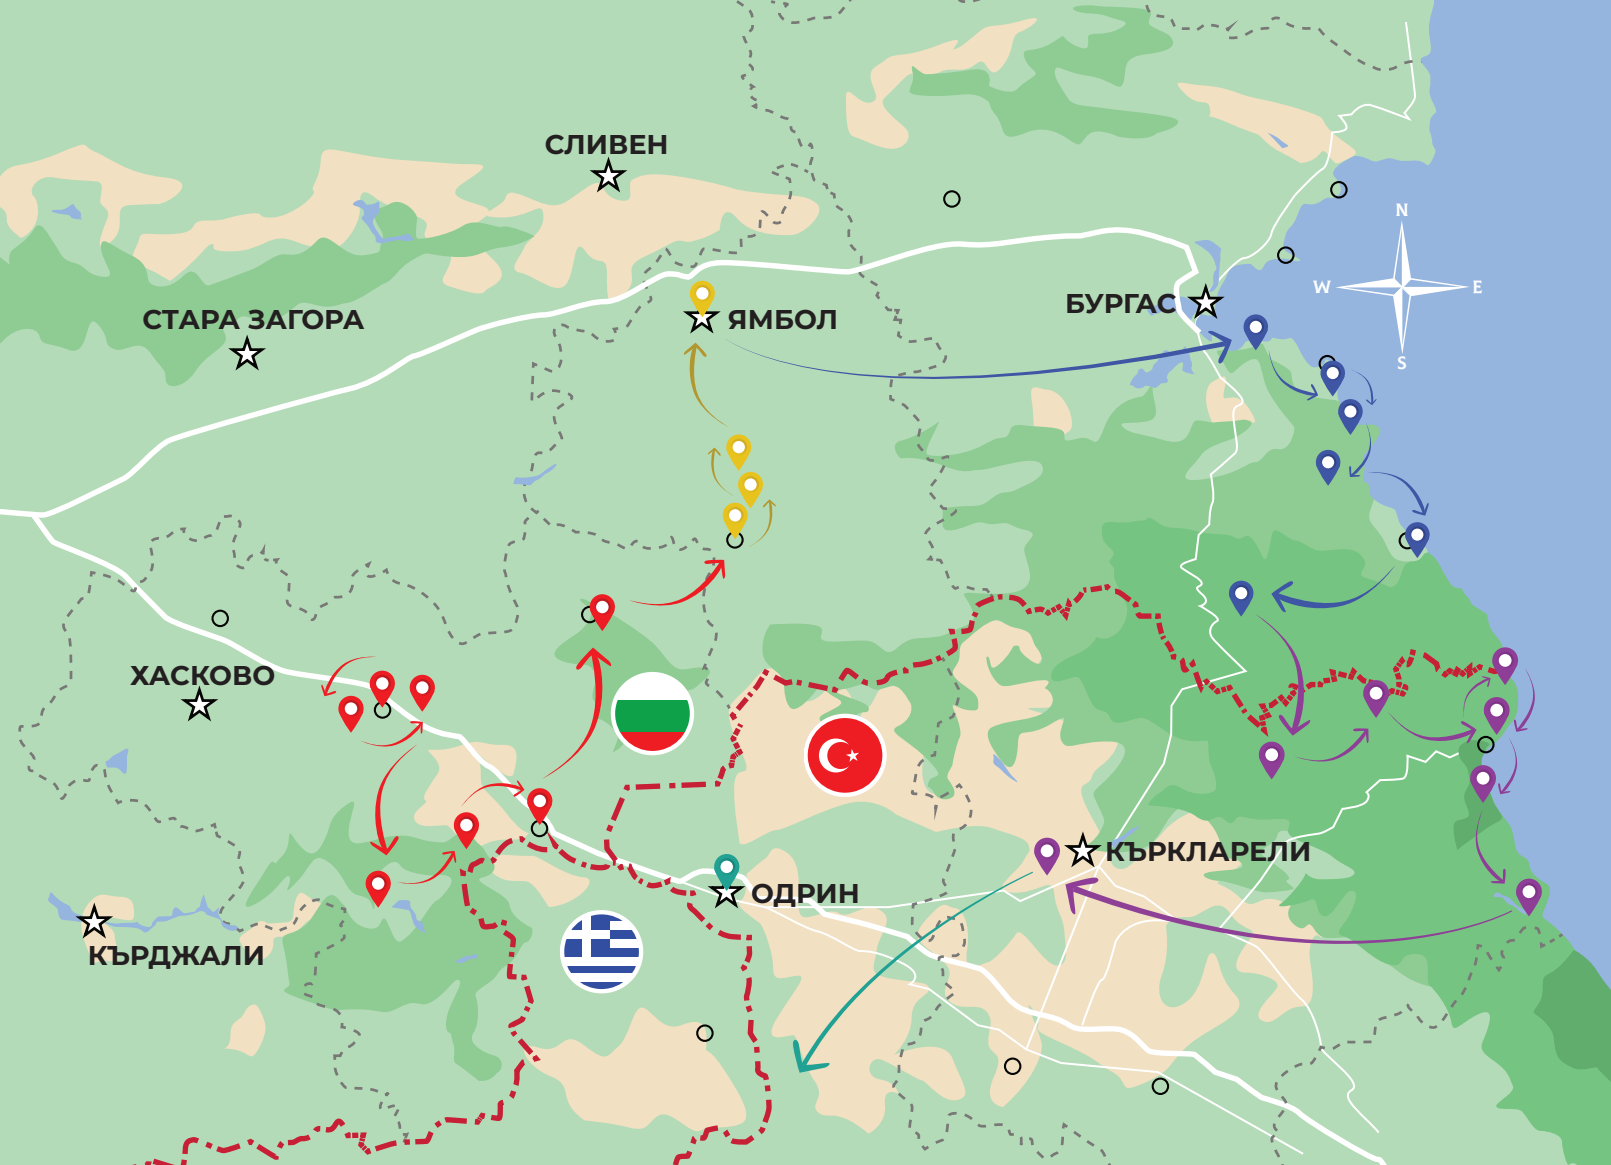 СЛИВЕН
N
W
E
S
БУРГАС
СТАРА ЗАГОРА
ЯМБОЛ
ХАСКОВО
КЪРКЛАРЕЛИ
ОДРИН
КЪРДЖАЛИ